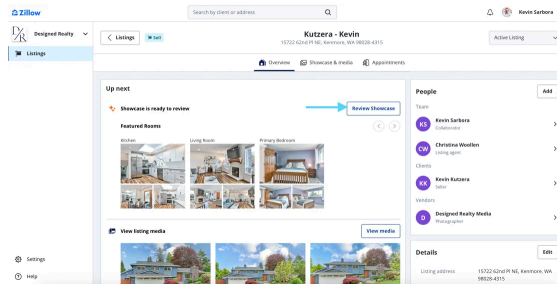 Zillow
Search by client or address
Kevin Sarbora
Designed Realty
Listings
Listings
Sell
Kutzera - Kevin
15722 62nd Pl NE, Kenmore, WA 98028-4315
Active Listing
Overview
Showcase & media
Appointments
Up next
Showcase is ready to review
Review Showcase
Featured Rooms
Kitchen
Living Room
Primary Bedroom
View listing media
View media
People
Add
Team
KS
Kevin Sarbora
Collaborator
CW
Christina Woollen
Listing agent
Clients
KK
Kevin Kutzera
Seller
Vendors
D
Designed Realty Media
Photographer
Details
Edit
Listing address
15722 62nd Pl NE, Kenmore, WA
98028-4315
Settings
Help